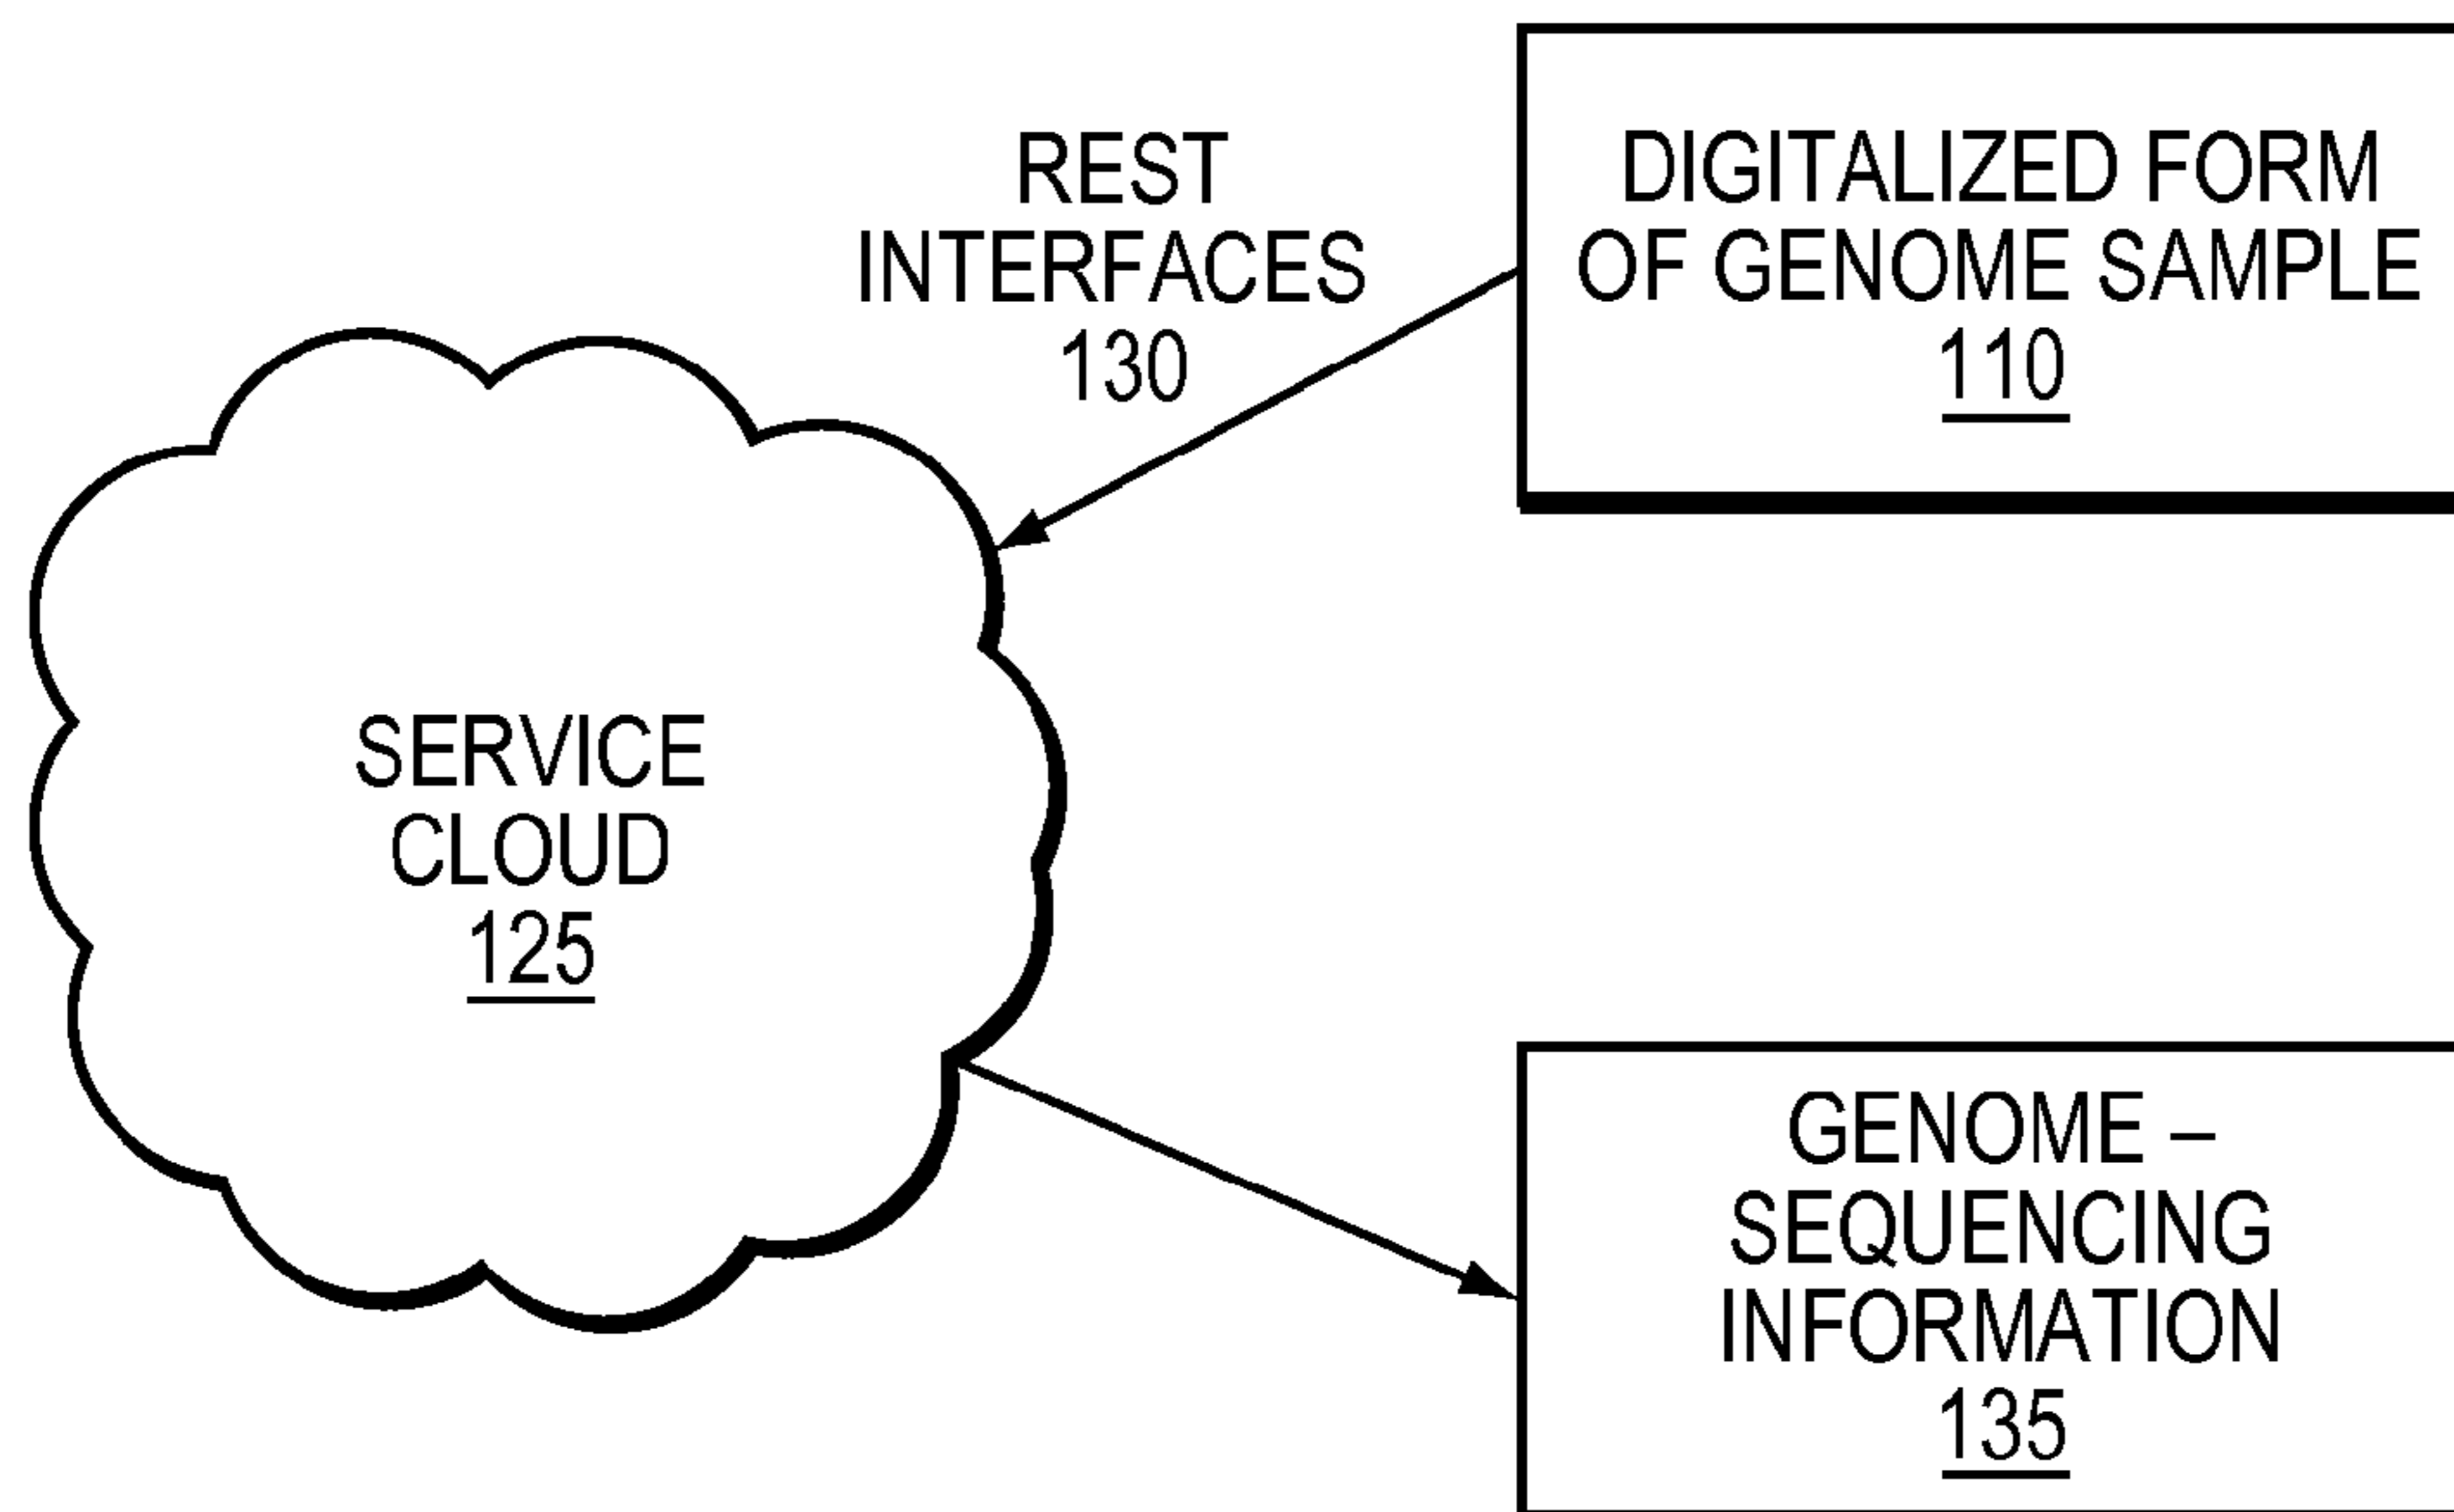 REST
INTERFACES
130
DIGITALIZED FORM
OF GENOME SAMPLE
110
SERVICE
CLOUD
125
GENOME –
SEQUENCING
INFORMATION
135